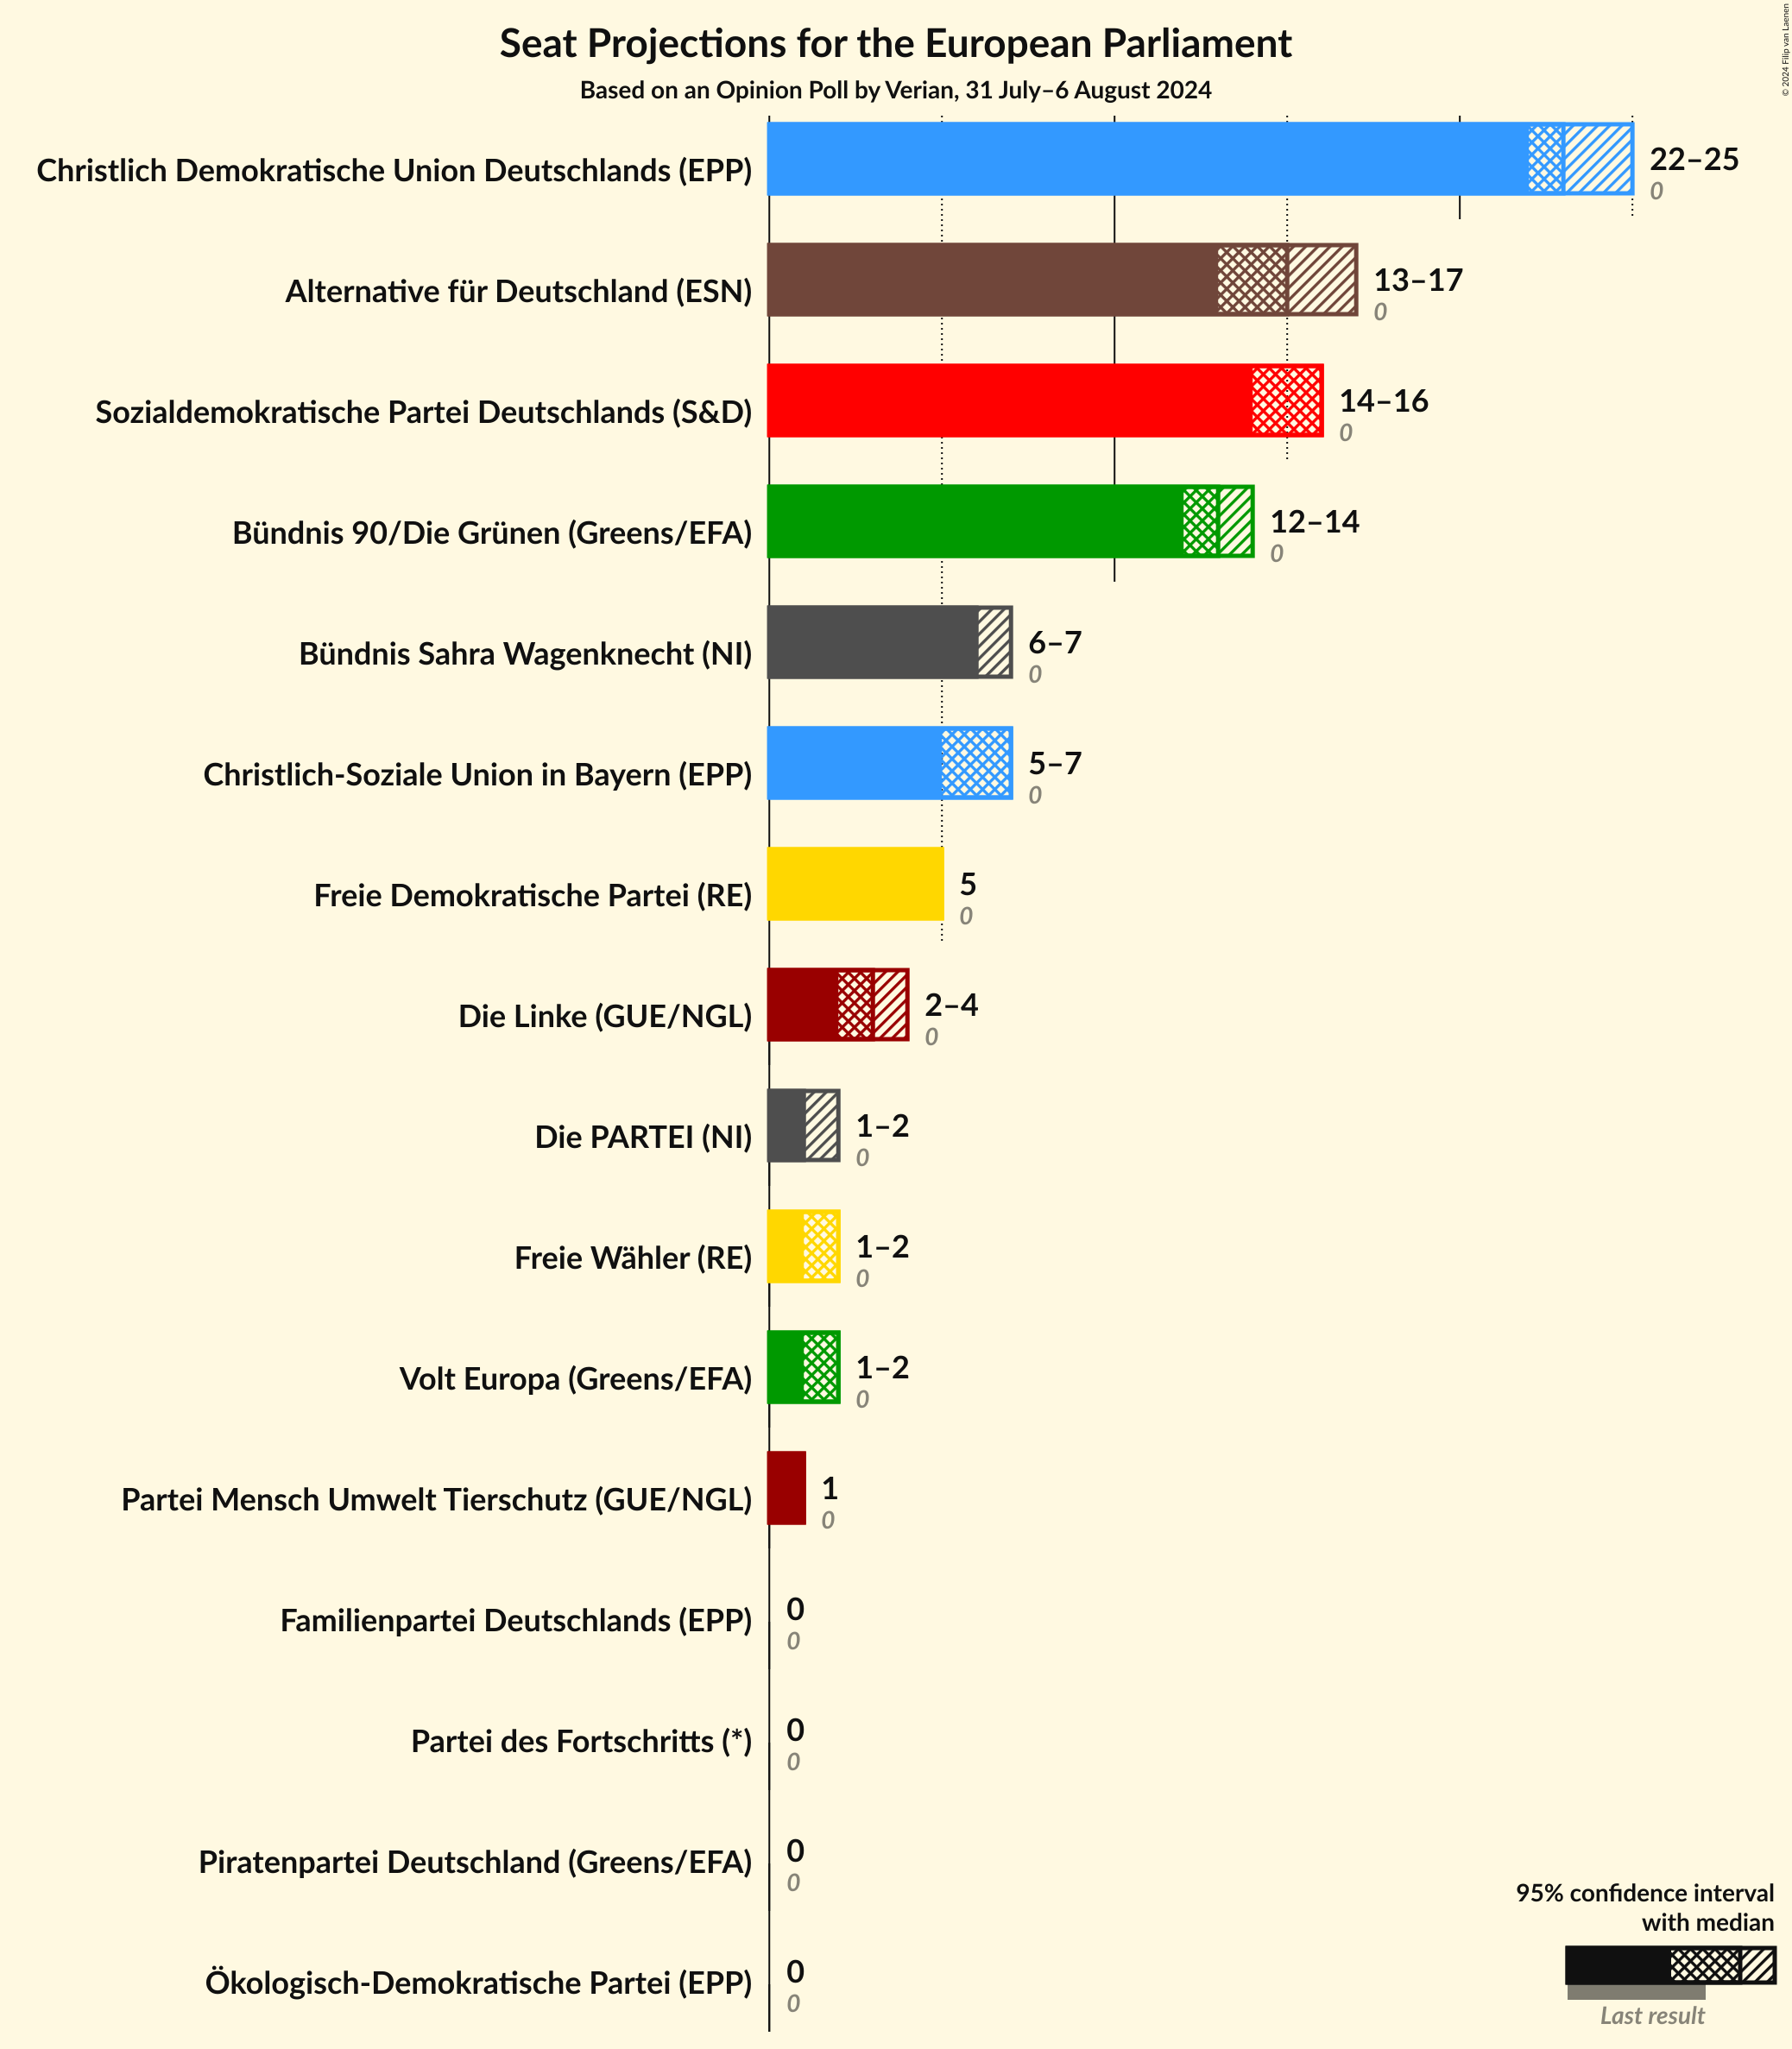 Seat Projections for the European Parliament
Based on an Opinion Poll by Verian, 31 July–6 August 2024
© 2024 Filip van Laenen
Christlich Demokratische Union Deutschlands (EPP)
22–25
0
Alternative für Deutschland (ESN)
13–17
0
Sozialdemokratische Partei Deutschlands (S&D)
14–16
0
Bündnis 90/Die Grünen (Greens/EFA)
12–14
0
Bündnis Sahra Wagenknecht (NI)
6–7
0
Christlich-Soziale Union in Bayern (EPP)
5–7
0
Freie Demokratische Partei (RE)
5
0
Die Linke (GUE/NGL)
2–4
0
Die PARTEI (NI)
1–2
0
Freie Wähler (RE)
1–2
0
Volt Europa (Greens/EFA)
1–2
0
Partei Mensch Umwelt Tierschutz (GUE/NGL)
1
0
Familienpartei Deutschlands (EPP)
0
0
Partei des Fortschritts (*)
0
0
Piratenpartei Deutschland (Greens/EFA)
0
0
Ökologisch-Demokratische Partei (EPP)
0
0
95% confidence interval
with median
Last result